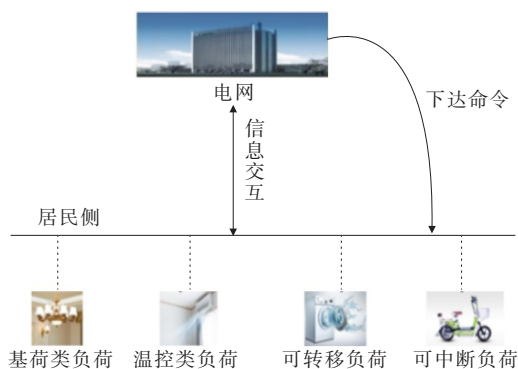 电网
下达命令
信息交互
居民侧
基荷类负荷
温控类负荷
可转移负荷
可中断负荷